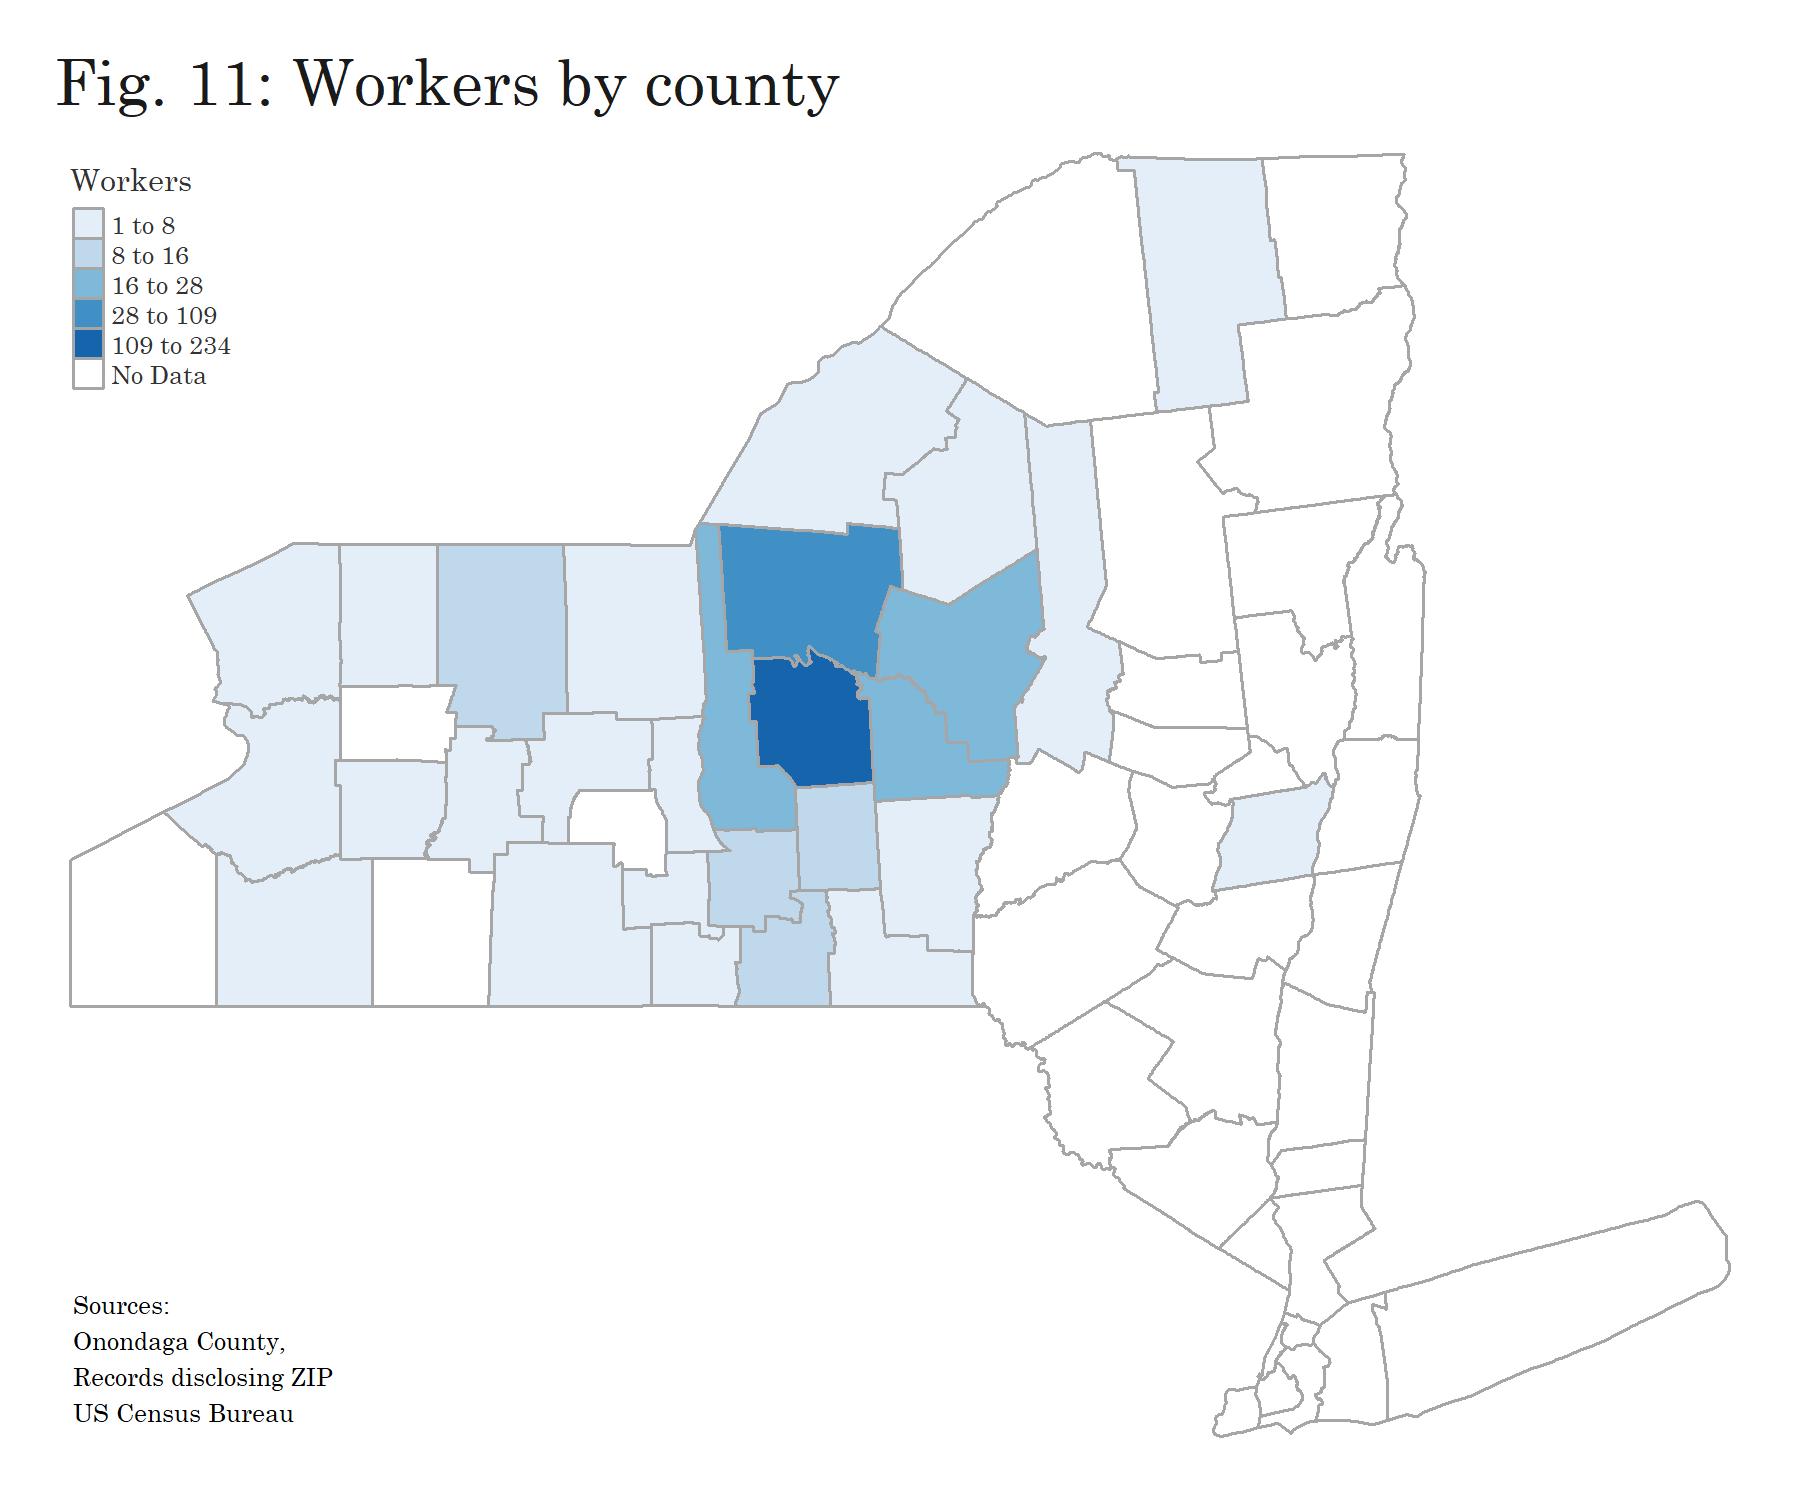 Fig. 11: Workers by county
Workers
1 to 8
8 to 16
16 to 28
28 to 109
109 to 234
No Data
Sources:
Onondaga County,
Records disclosing ZIP
US Census Bureau